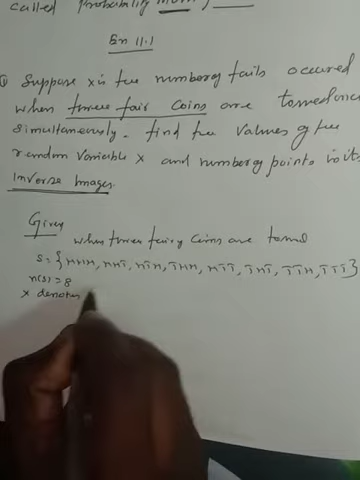 called Probability
Ex 11.1
① Suppose x is the number of tails occured
when three fair coins are tossed once
simultaneously. find the values of the
random variable X and number of points in its
Inverse Images.
Given
when three fair coins are tossed
S = {HHH, HHT, HTH, THH, HTT, THT, TTH, TTT}
n(s) = 8
X denotes